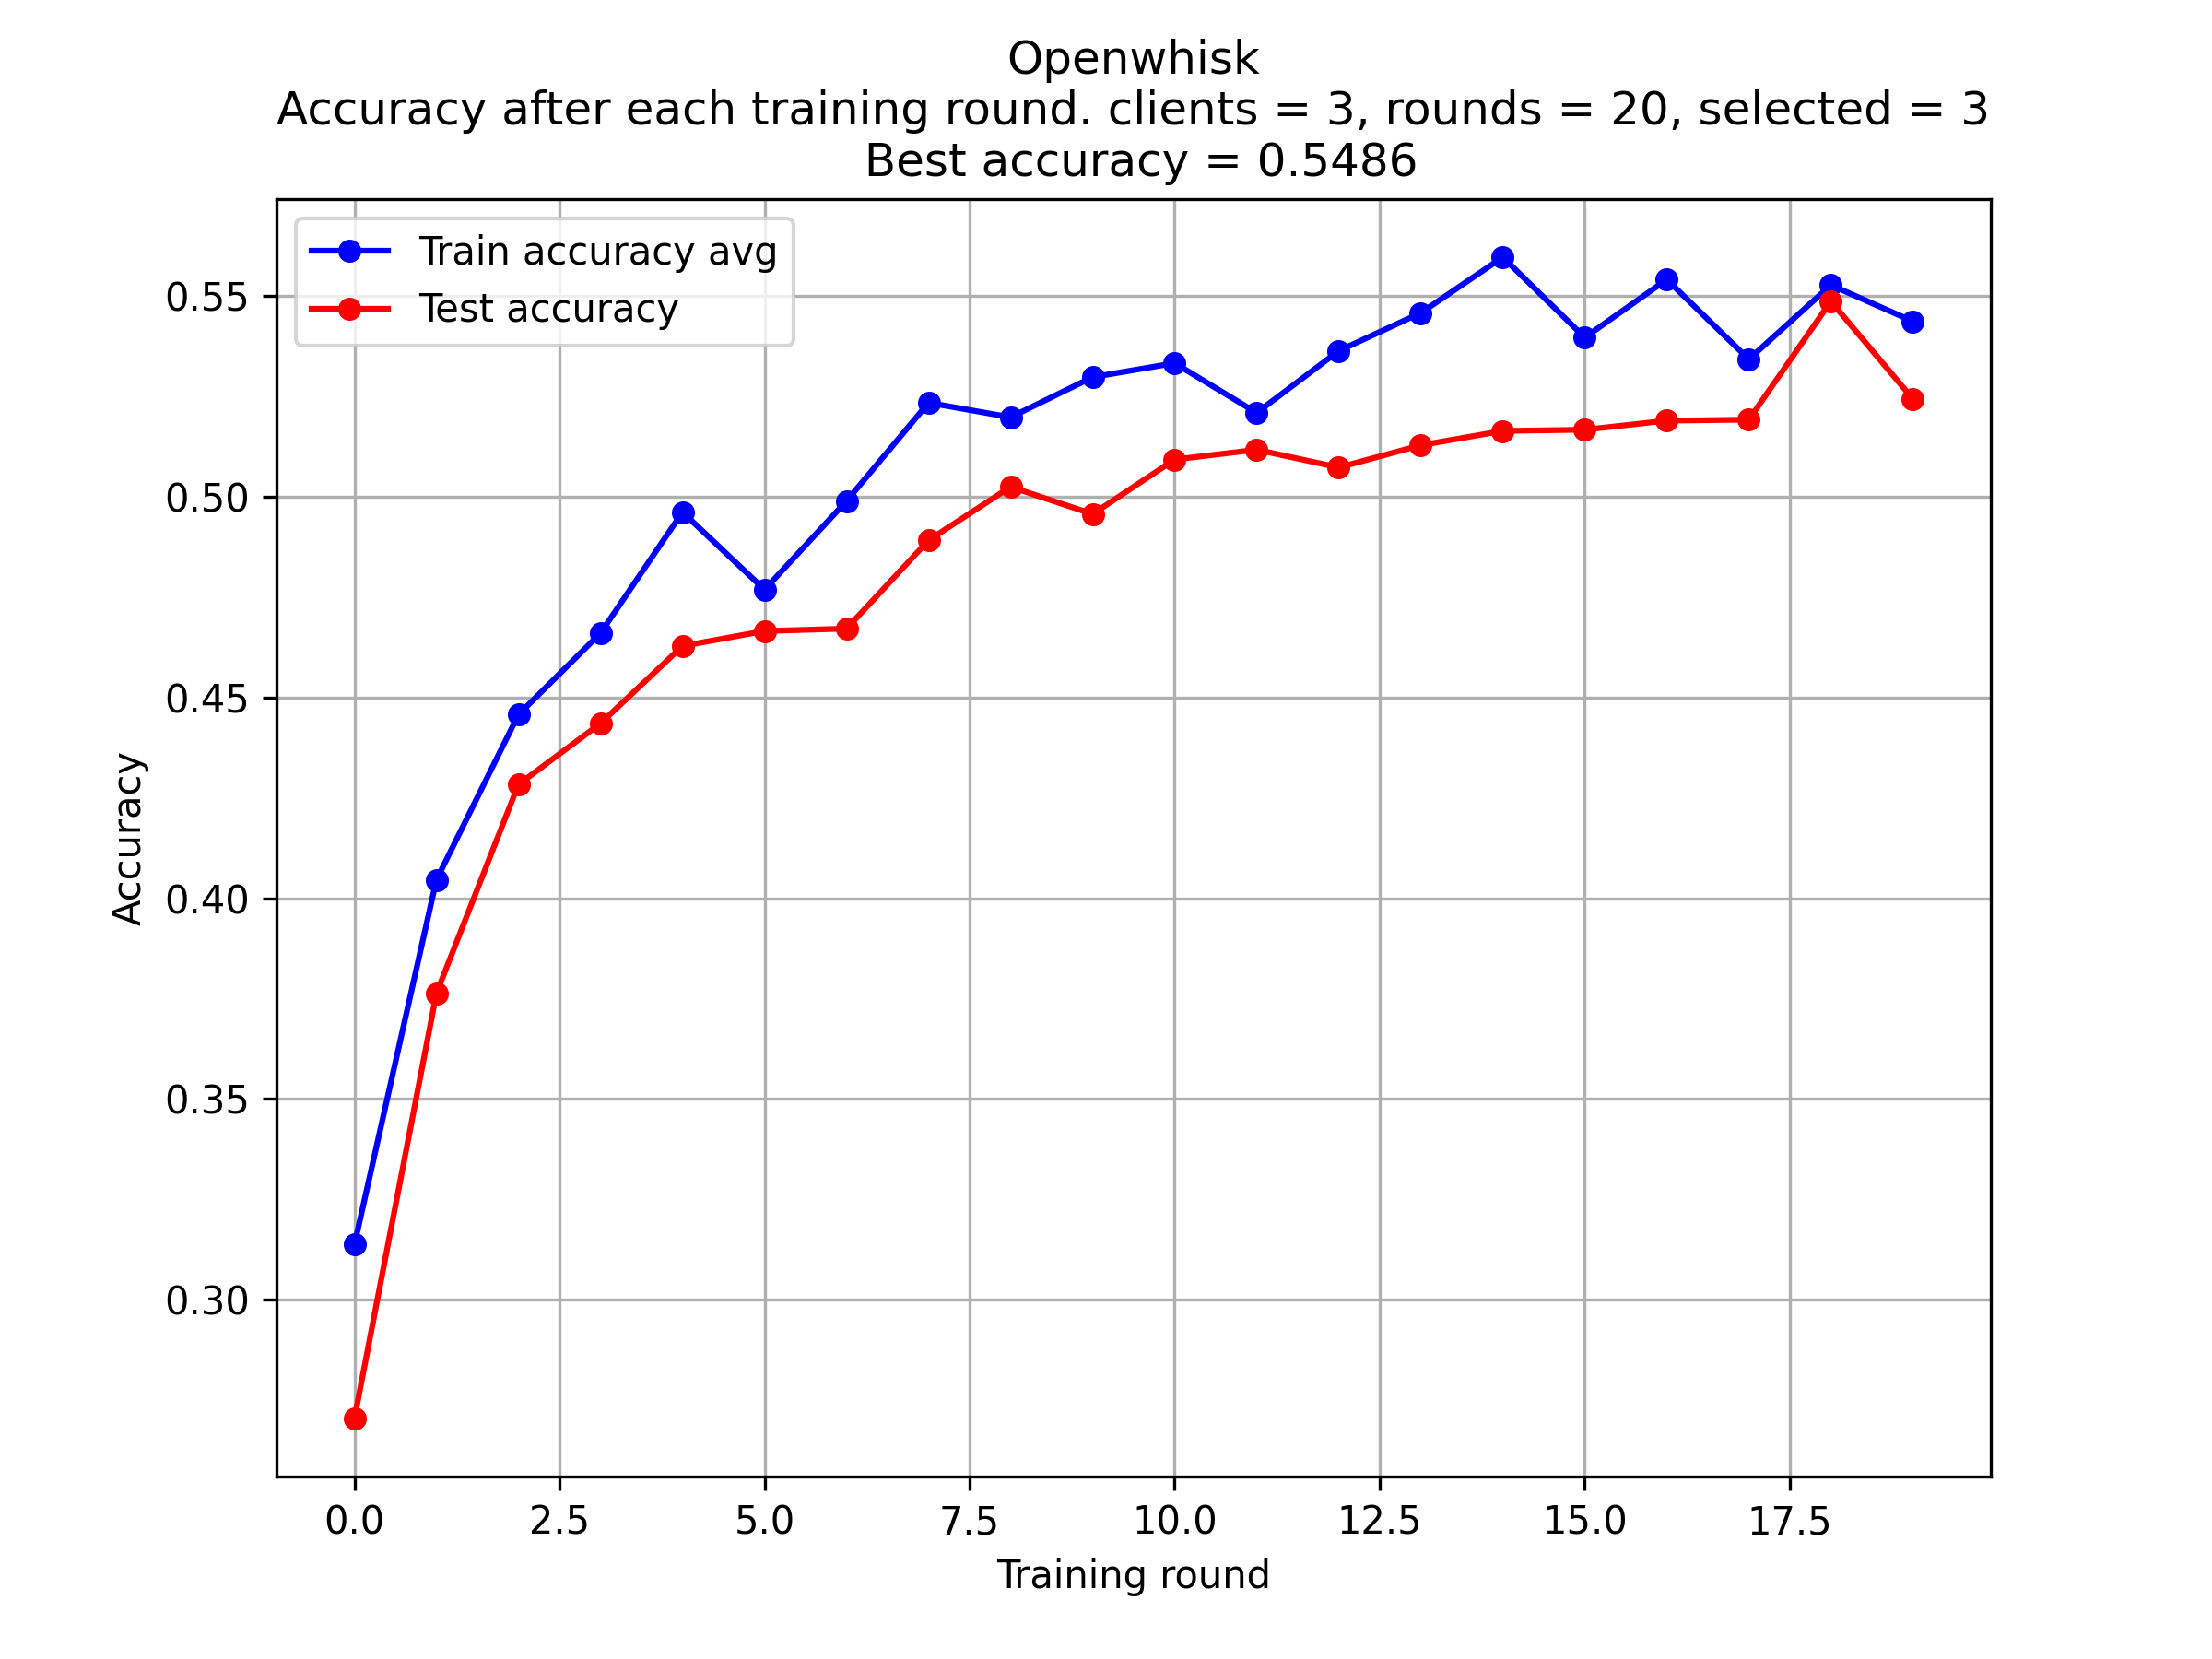 Openwhisk
Accuracy after each training round. clients = 3, rounds = 20, selected = 3
Best accuracy = 0.5486
Train accuracy avg
Test accuracy
0.55
0.50
0.45
0.40
0.35
0.30
Accuracy
0.0 2.5 5.0 7.5 10.0 12.5 15.0 17.5
Training round